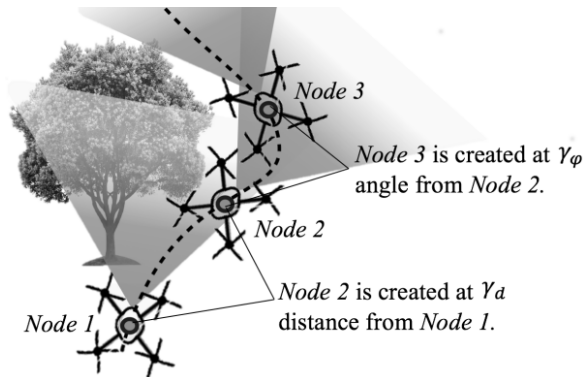 Node 3
Node 3 is created at γφ
angle from Node 2.
Node 2
Node 2 is created at γd
distance from Node 1.
Node 1